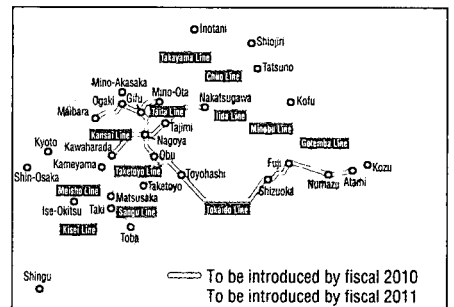 Inotani
Shiojiri
Takayama Line
Chuo Line
Tatsuno
Mino-Akasaka
Ogaki
Gifu
Mino-Ota
Nakatsugawa
Kofu
Maibara
Taita Line
Iida Line
Tajimi
Minobu Line
Kansai Line
Nagoya
Gotemba Line
Kyoto
Kawaharada
Obu
Fuji
Kozu
Shin-Osaka
Kameyama
Taketoyo Line
Toyohashi
Shizuoka
Numazu
Atami
Meisho Line
Taketoyo
Matsusaka
Ise-Okitsu
Taki
Sangu Line
Tokaido Line
Kisei Line
Toba
Shingu
To be introduced by fiscal 2010
To be introduced by fiscal 2011